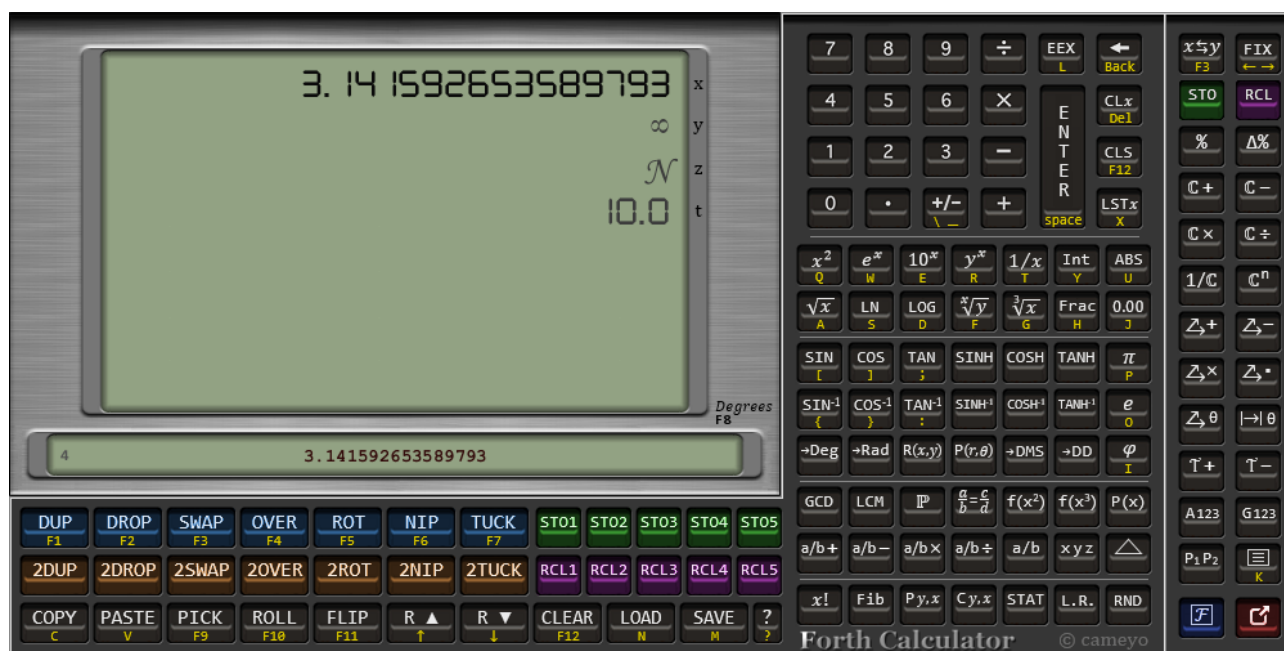 3.141592653589793 x
∞ y
𝒩 z
10.0 t
Degrees
F8
4 3.141592653589793
DUP DROP SWAP OVER ROT NIP TUCK STO1 STO2 STO3 STO4 STO5
F1 F2 F3 F4 F5 F6 F7
2DUP 2DROP 2SWAP 2OVER 2ROT 2NIP 2TUCK RCL1 RCL2 RCL3 RCL4 RCL5
COPY PASTE PICK ROLL FLIP R ▲ R ▼ CLEAR LOAD SAVE ?
C V F9 F10 F11 ↑ ↓ F12 N M ?
7 8 9 ÷ EEX ←
L Back
4 5 6 × ENTER CLx
Del
1 2 3 − CLS
F12
0 · +/− + LSTx
\ _ space X
x² eˣ 10ˣ yˣ 1/x Int ABS
Q W E R T Y U
√x LN LOG ˣ√y ³√x Frac 0.00
A S D F G H J
SIN COS TAN SINH COSH TANH π
[ ] ; P
SIN⁻¹ COS⁻¹ TAN⁻¹ SINH⁻¹ COSH⁻¹ TANH⁻¹ e
{ } : O
→Deg →Rad R(x,y) P(r,θ) →DMS →DD φ
I
GCD LCM ℙ a/b=c/d f(x²) f(x³) P(x)
a/b+ a/b− a/b× a/b÷ a/b xyz △
x! Fib Py,x Cy,x STAT L.R. RND
Forth Calculator © cameyo
x⇆y FIX
F3 ←→
STO RCL
% Δ%
ℂ+ ℂ−
ℂ× ℂ÷
1/ℂ ℂⁿ
+ −
× ·
θ |→|θ
T+ T−
A123 G123
P₁P₂
K
ℱ